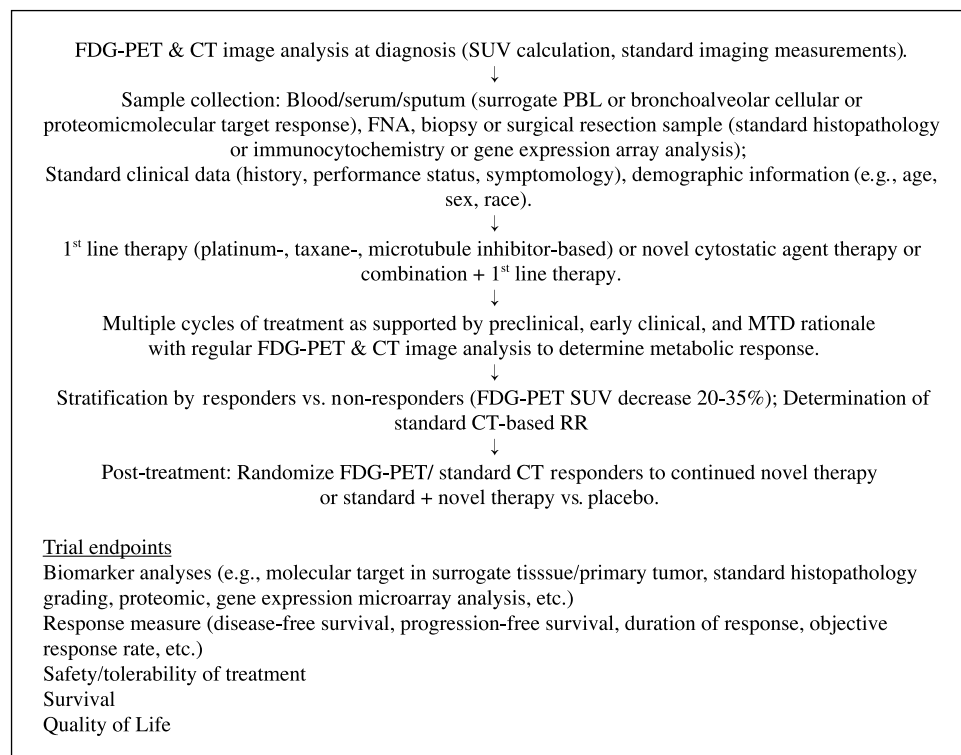 FDG-PET & CT image analysis at diagnosis (SUV calculation, standard imaging measurements).
↓
Sample collection: Blood/serum/sputum (surrogate PBL or bronchoalveolar cellular or
proteomicmolecular target response), FNA, biopsy or surgical resection sample (standard histopathology
or immunocytochemistry or gene expression array analysis);
Standard clinical data (history, performance status, symptomology), demographic information (e.g., age,
sex, race).
↓
1st line therapy (platinum-, taxane-, microtubule inhibitor-based) or novel cytostatic agent therapy or
combination + 1st line therapy.
↓
Multiple cycles of treatment as supported by preclinical, early clinical, and MTD rationale
with regular FDG-PET & CT image analysis to determine metabolic response.
↓
Stratification by responders vs. non-responders (FDG-PET SUV decrease 20-35%); Determination of
standard CT-based RR
↓
Post-treatment: Randomize FDG-PET/ standard CT responders to continued novel therapy
or standard + novel therapy vs. placebo.
Trial endpoints
Biomarker analyses (e.g., molecular target in surrogate tisssue/primary tumor, standard histopathology
grading, proteomic, gene expression microarray analysis, etc.)
Response measure (disease-free survival, progression-free survival, duration of response, objective
response rate, etc.)
Safety/tolerability of treatment
Survival
Quality of Life